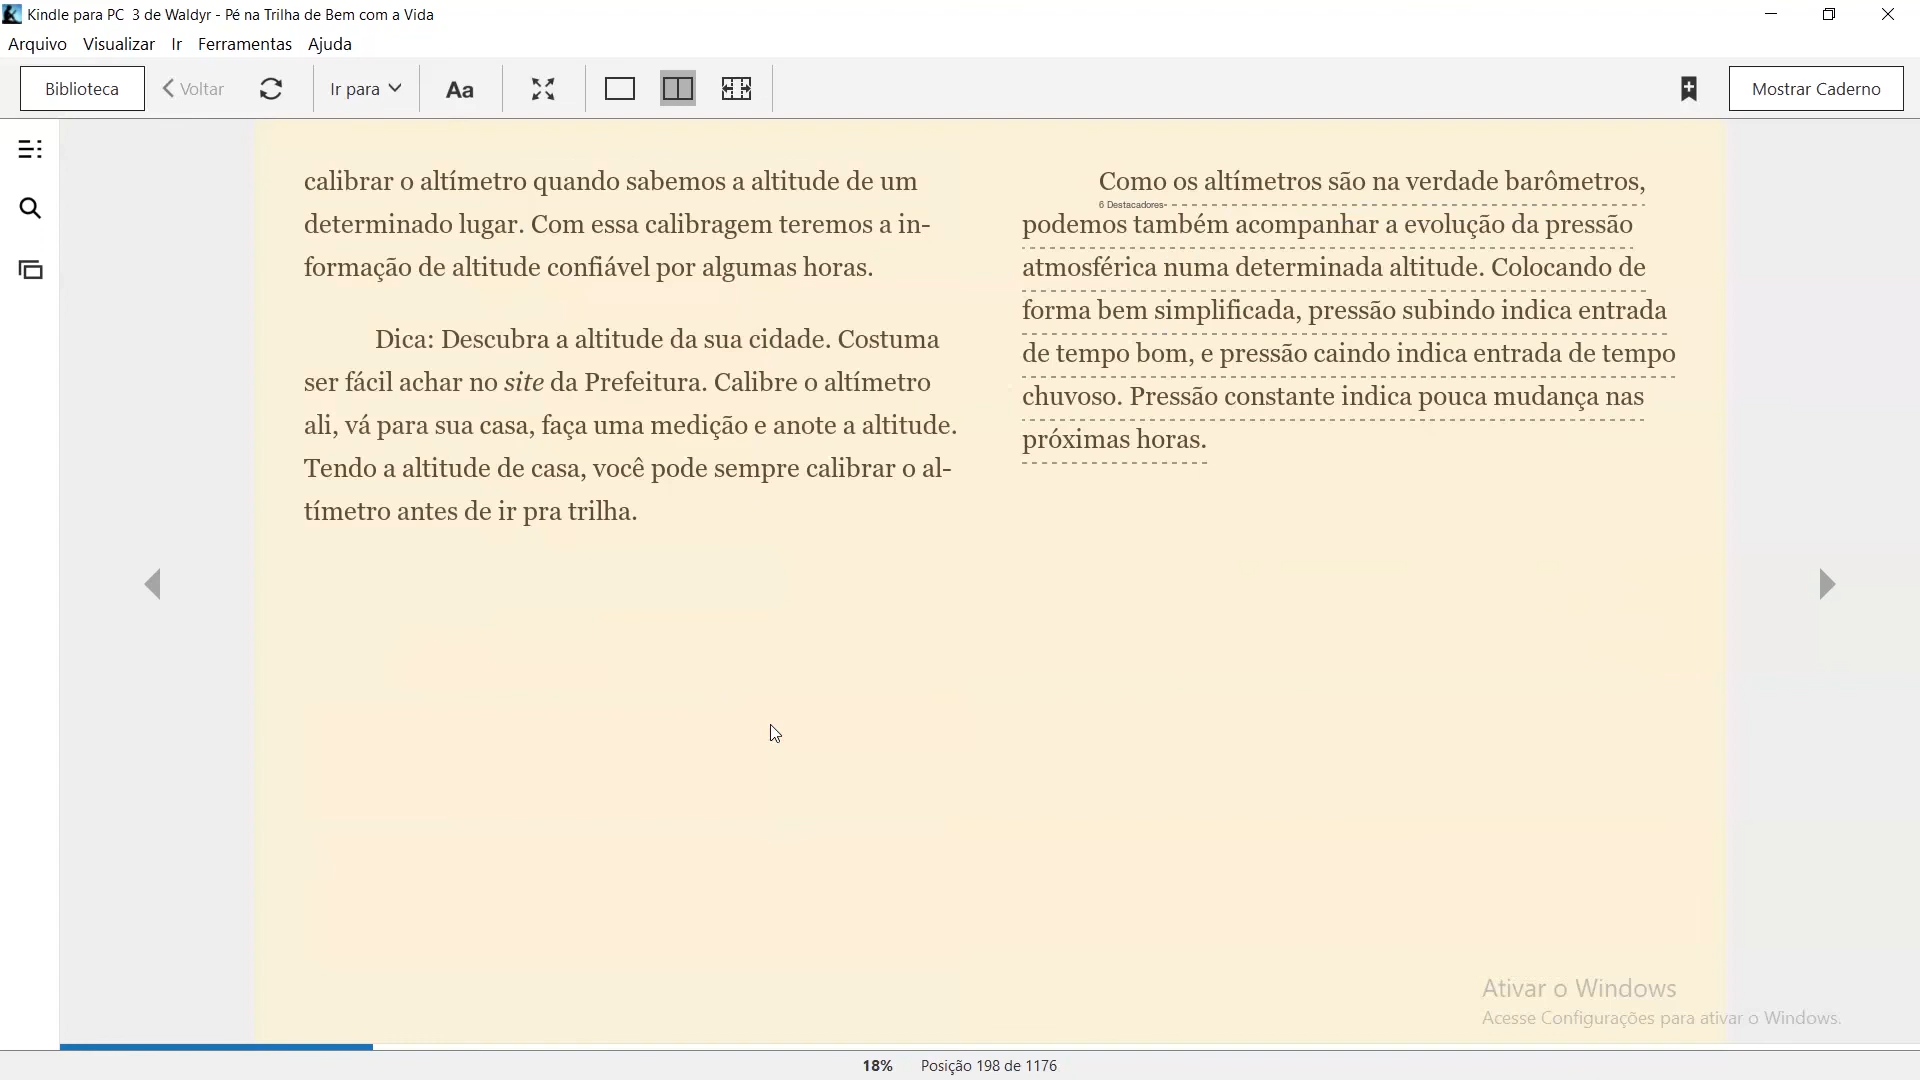 Kindle para PC 3 de Waldyr - Pé na Trilha de Bem com a Vida
Arquivo Visualizar Ir Ferramentas Ajuda
Biblioteca Voltar Ir para Aa Mostrar Caderno
calibrar o altímetro quando sabemos a altitude de um
determinado lugar. Com essa calibragem teremos a in-
formação de altitude confiável por algumas horas.
Dica: Descubra a altitude da sua cidade. Costuma
ser fácil achar no site da Prefeitura. Calibre o altímetro
ali, vá para sua casa, faça uma medição e anote a altitude.
Tendo a altitude de casa, você pode sempre calibrar o al-
tímetro antes de ir pra trilha.
Como os altímetros são na verdade barômetros,
6 Destacadores
podemos também acompanhar a evolução da pressão
atmosférica numa determinada altitude. Colocando de
forma bem simplificada, pressão subindo indica entrada
de tempo bom, e pressão caindo indica entrada de tempo
chuvoso. Pressão constante indica pouca mudança nas
próximas horas.
Ativar o Windows
Acesse Configurações para ativar o Windows.
18% Posição 198 de 1176